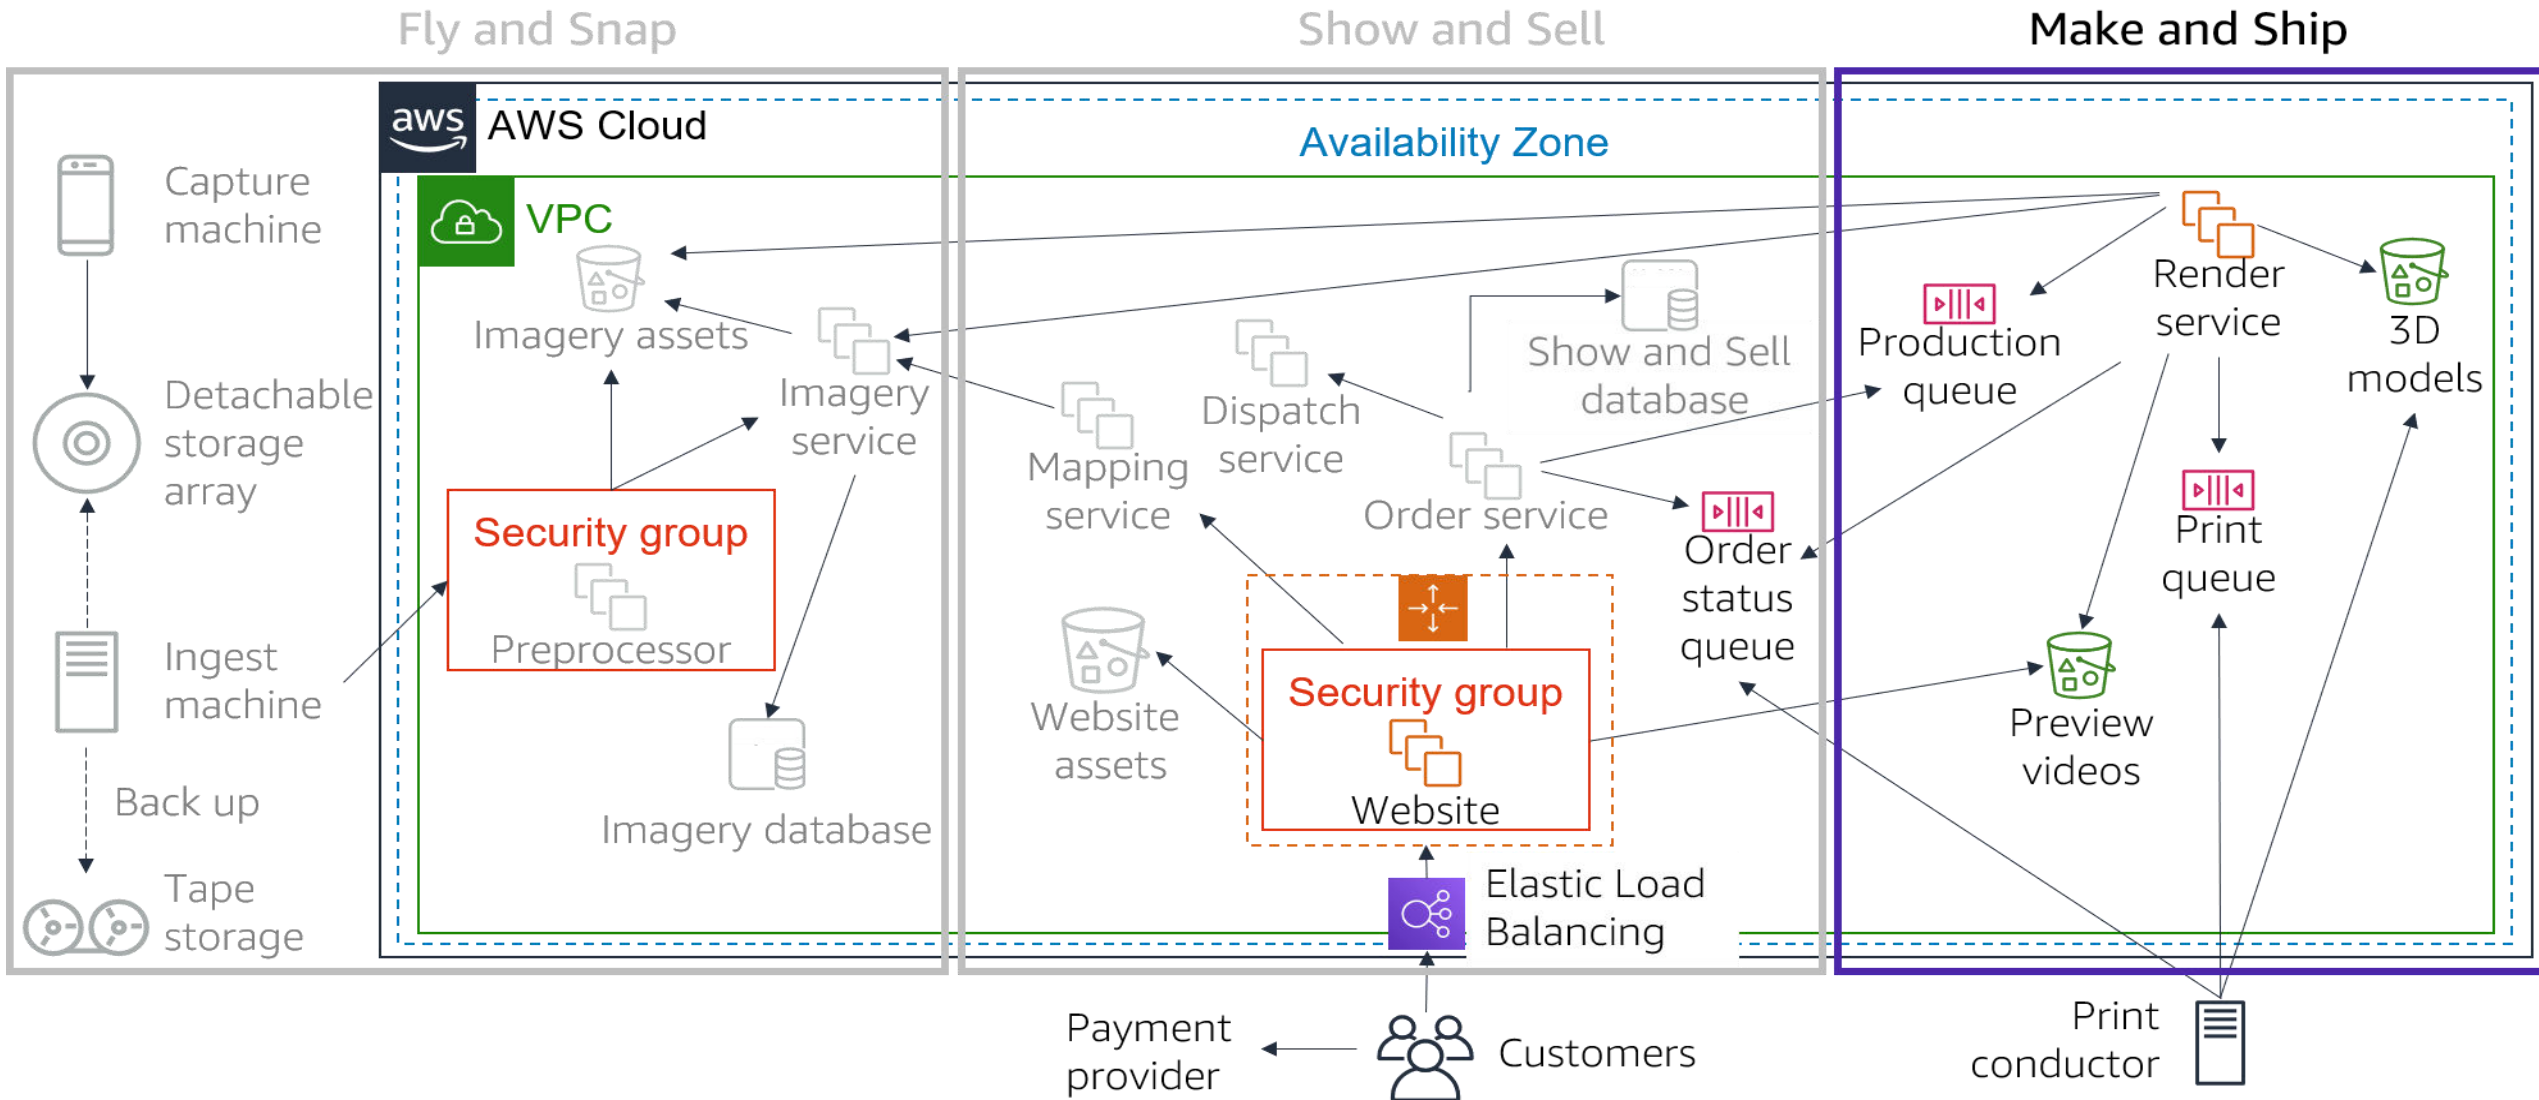 Fly and Snap
Show and Sell
Make and Ship
aws
AWS Cloud
Availability Zone
VPC
Capture
machine
Detachable
storage
array
Ingest
machine
Back up
Tape
storage
Imagery assets
Imagery
service
Security group
Preprocessor
Imagery database
Mapping
service
Dispatch
service
Show and Sell
database
Order service
Order
status
queue
Website
assets
Security group
Website
Elastic Load
Balancing
Production
queue
Render
service
3D
models
Print
queue
Preview
videos
Payment
provider
Customers
Print
conductor